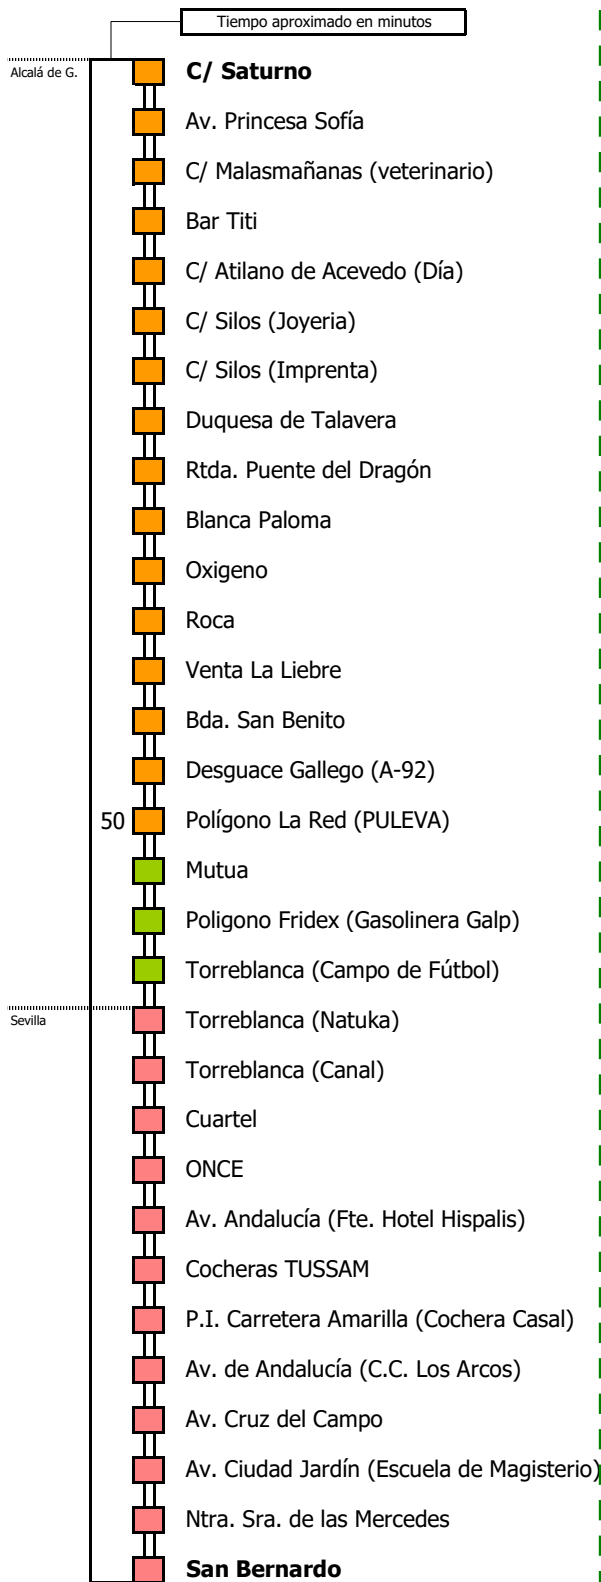 Tiempo aproximado en minutos
Alcalá de G.
C/ Saturno
Av. Princesa Sofía
C/ Malasmañanas (veterinario)
Bar Titi
C/ Atilano de Acevedo (Día)
C/ Silos (Joyeria)
C/ Silos (Imprenta)
Duquesa de Talavera
Rtda. Puente del Dragón
Blanca Paloma
Oxigeno
Roca
Venta La Liebre
Bda. San Benito
Desguace Gallego (A-92)
50 Polígono La Red (PULEVA)
Mutua
Poligono Fridex (Gasolinera Galp)
Torreblanca (Campo de Fútbol)
Sevilla
Torreblanca (Natuka)
Torreblanca (Canal)
Cuartel
ONCE
Av. Andalucía (Fte. Hotel Hispalis)
Cocheras TUSSAM
P.I. Carretera Amarilla (Cochera Casal)
Av. de Andalucía (C.C. Los Arcos)
Av. Cruz del Campo
Av. Ciudad Jardín (Escuela de Magisterio)
Ntra. Sra. de las Mercedes
San Bernardo